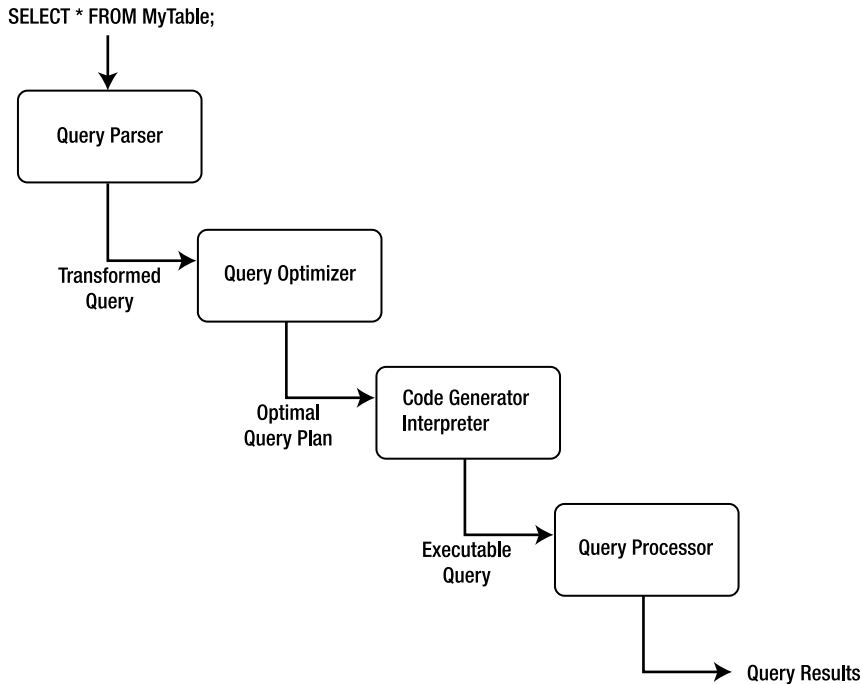 SELECT * FROM MyTable;
Query Parser
Transformed
Query
Query Optimizer
Optimal
Query Plan
Code Generator
Interpreter
Executable
Query
Query Processor
Query Results